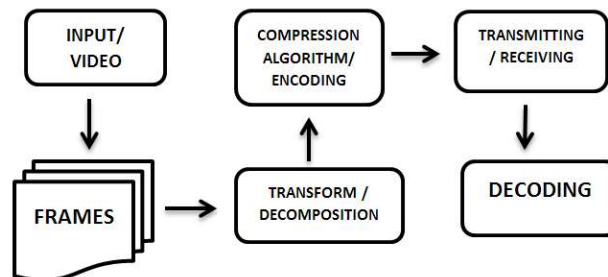 INPUT/
VIDEO
FRAMES
TRANSFORM /
DECOMPOSITION
COMPRESSION
ALGORITHM/
ENCODING
TRANSMITTING
/ RECEIVING
DECODING